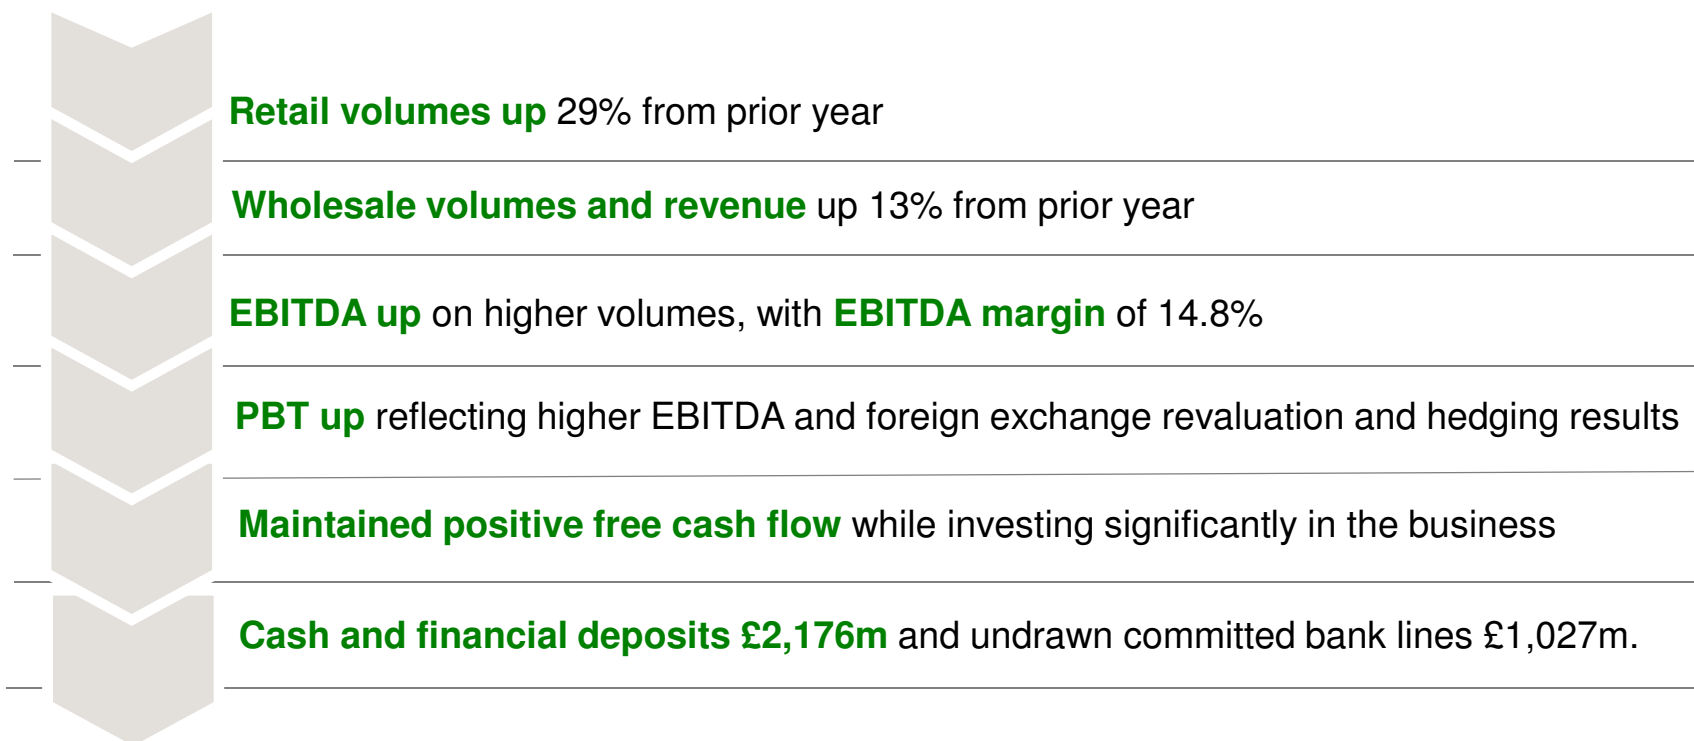 Retail volumes up 29% from prior year
Wholesale volumes and revenue up 13% from prior year
EBITDA up on higher volumes, with EBITDA margin of 14.8%
PBT up reflecting higher EBITDA and foreign exchange revaluation and hedging results
Maintained positive free cash flow while investing significantly in the business
Cash and financial deposits £2,176m and undrawn committed bank lines £1,027m.